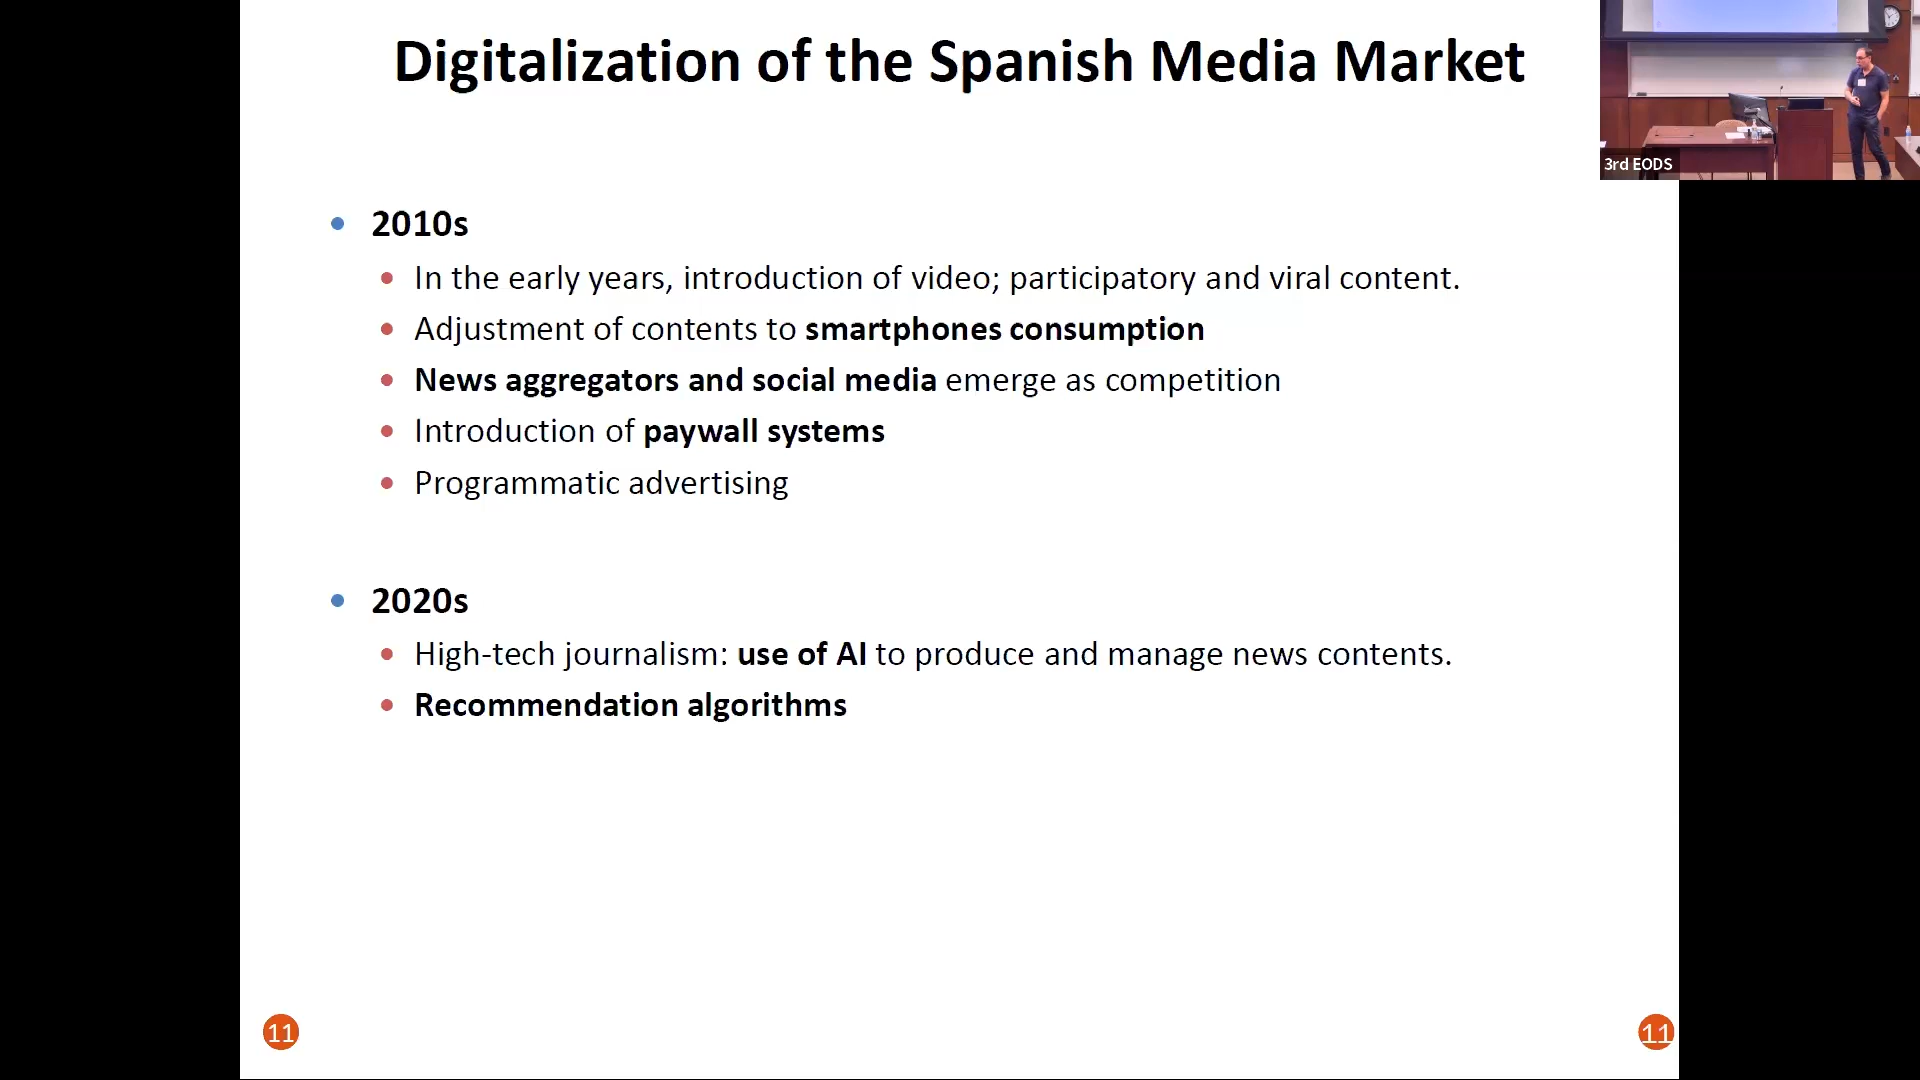 Digitalization of the Spanish Media Market
3rd EODS
2010s
In the early years, introduction of video; participatory and viral content.
Adjustment of contents to smartphones consumption
News aggregators and social media emerge as competition
Introduction of paywall systems
Programmatic advertising
2020s
High-tech journalism: use of AI to produce and manage news contents.
Recommendation algorithms
11
11